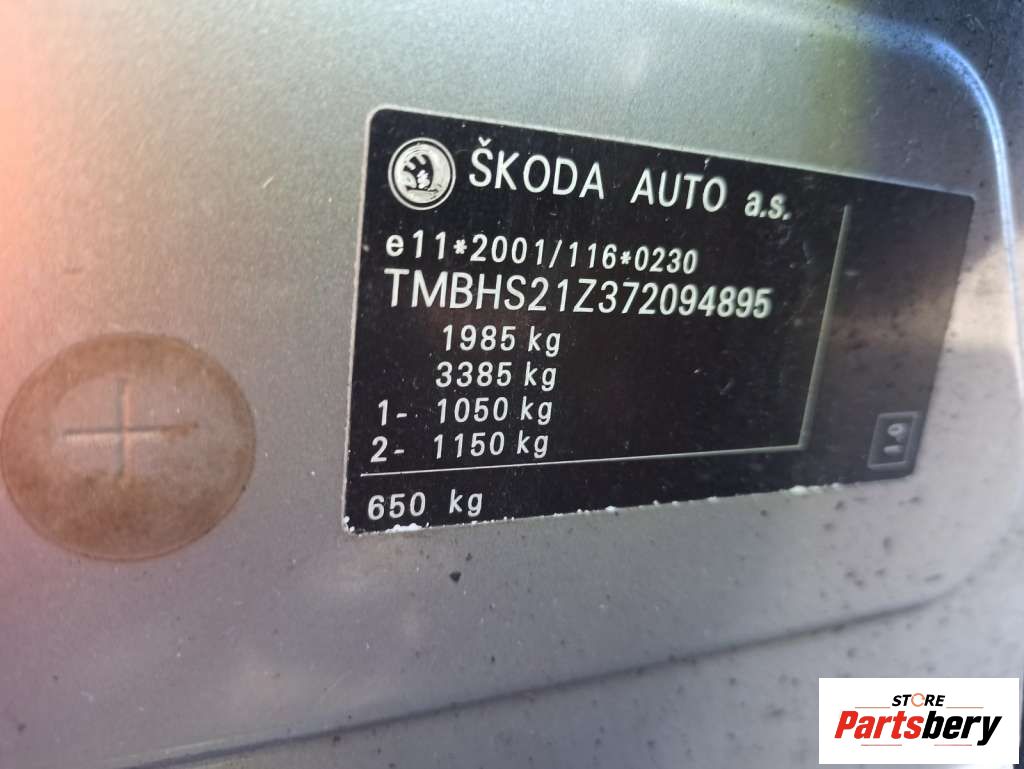 ŠKODA AUTO a.s.
e11*2001/116*0230
TMBHS21Z372094895
1985 kg
3385 kg
1- 1050 kg
2- 1150 kg
650 kg
STORE
Partsbery